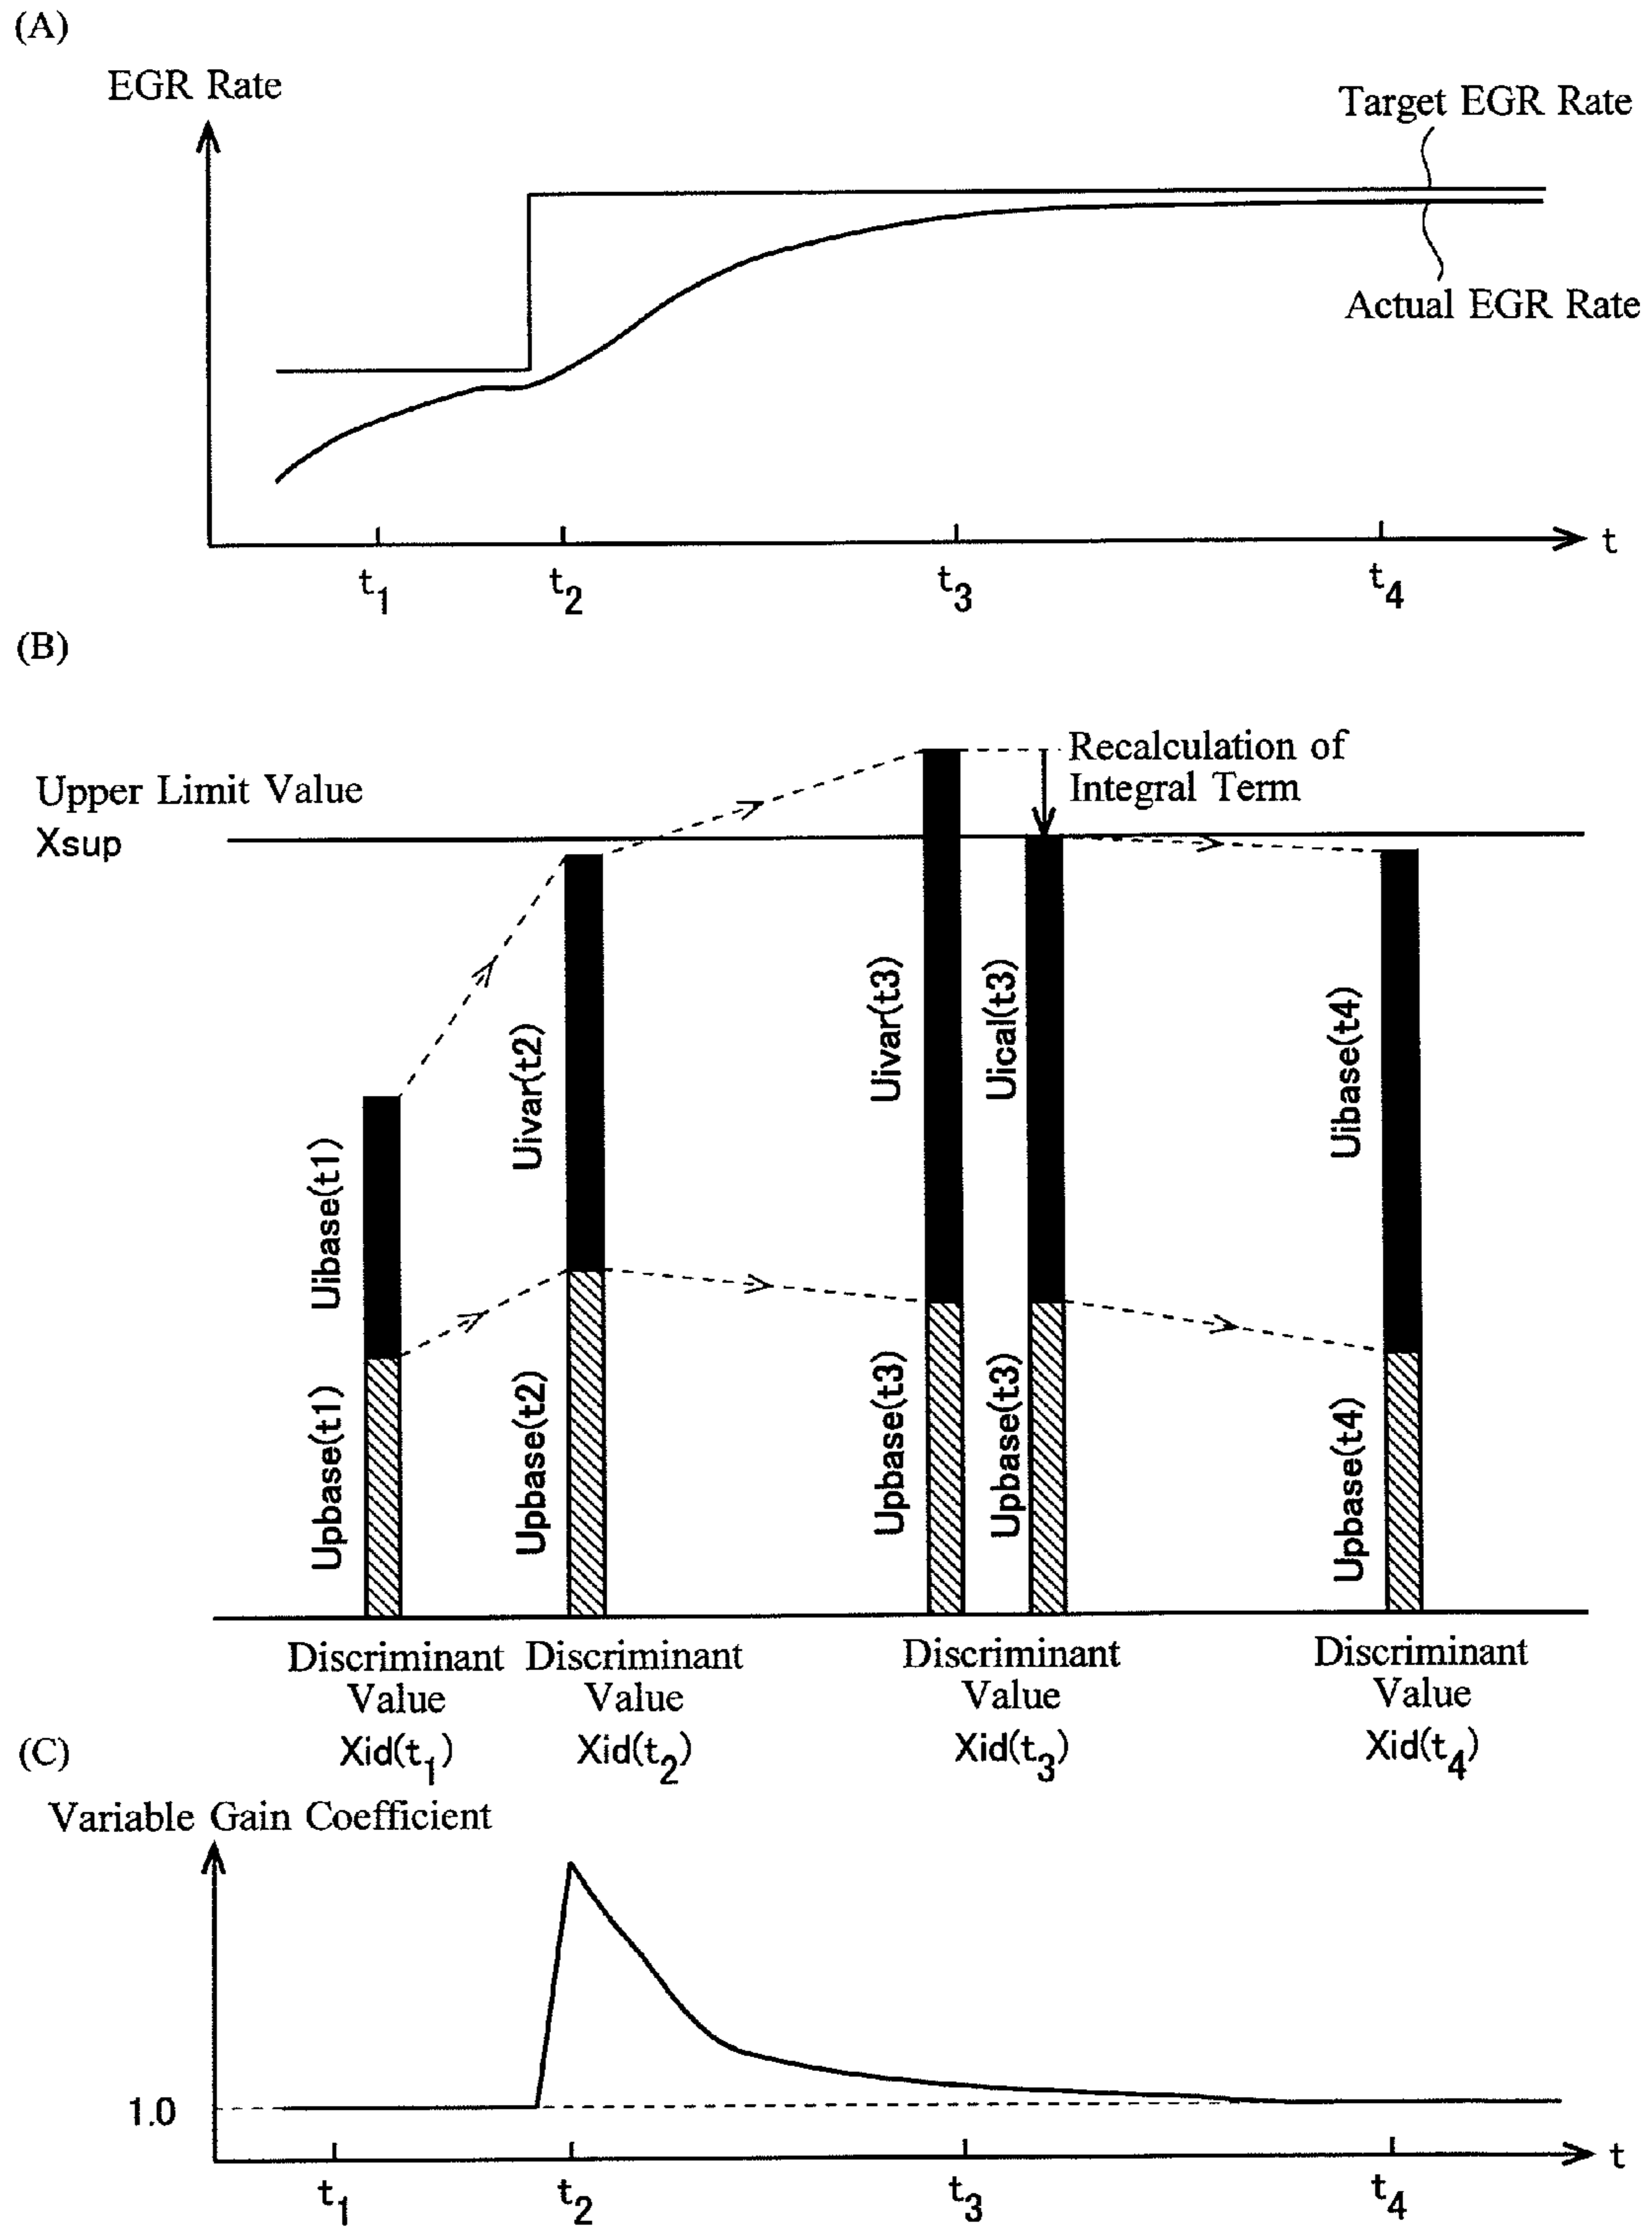 (A)
EGR Rate
Target EGR Rate
Actual EGR Rate
t
t1
t2
t3
t4
(B)
Upper Limit Value
Xsup
Recalculation of
Integral Term
Uibase(t1)
Upbase(t1)
Uivar(t2)
Upbase(t2)
Uivar(t3)
Upbase(t3)
Uical(t3)
Upbase(t3)
Uibase(t4)
Upbase(t4)
Discriminant
Value
Xid(t1)
Discriminant
Value
Xid(t2)
Discriminant
Value
Xid(t3)
Discriminant
Value
Xid(t4)
(C)
Variable Gain Coefficient
1.0
t
t1
t2
t3
t4